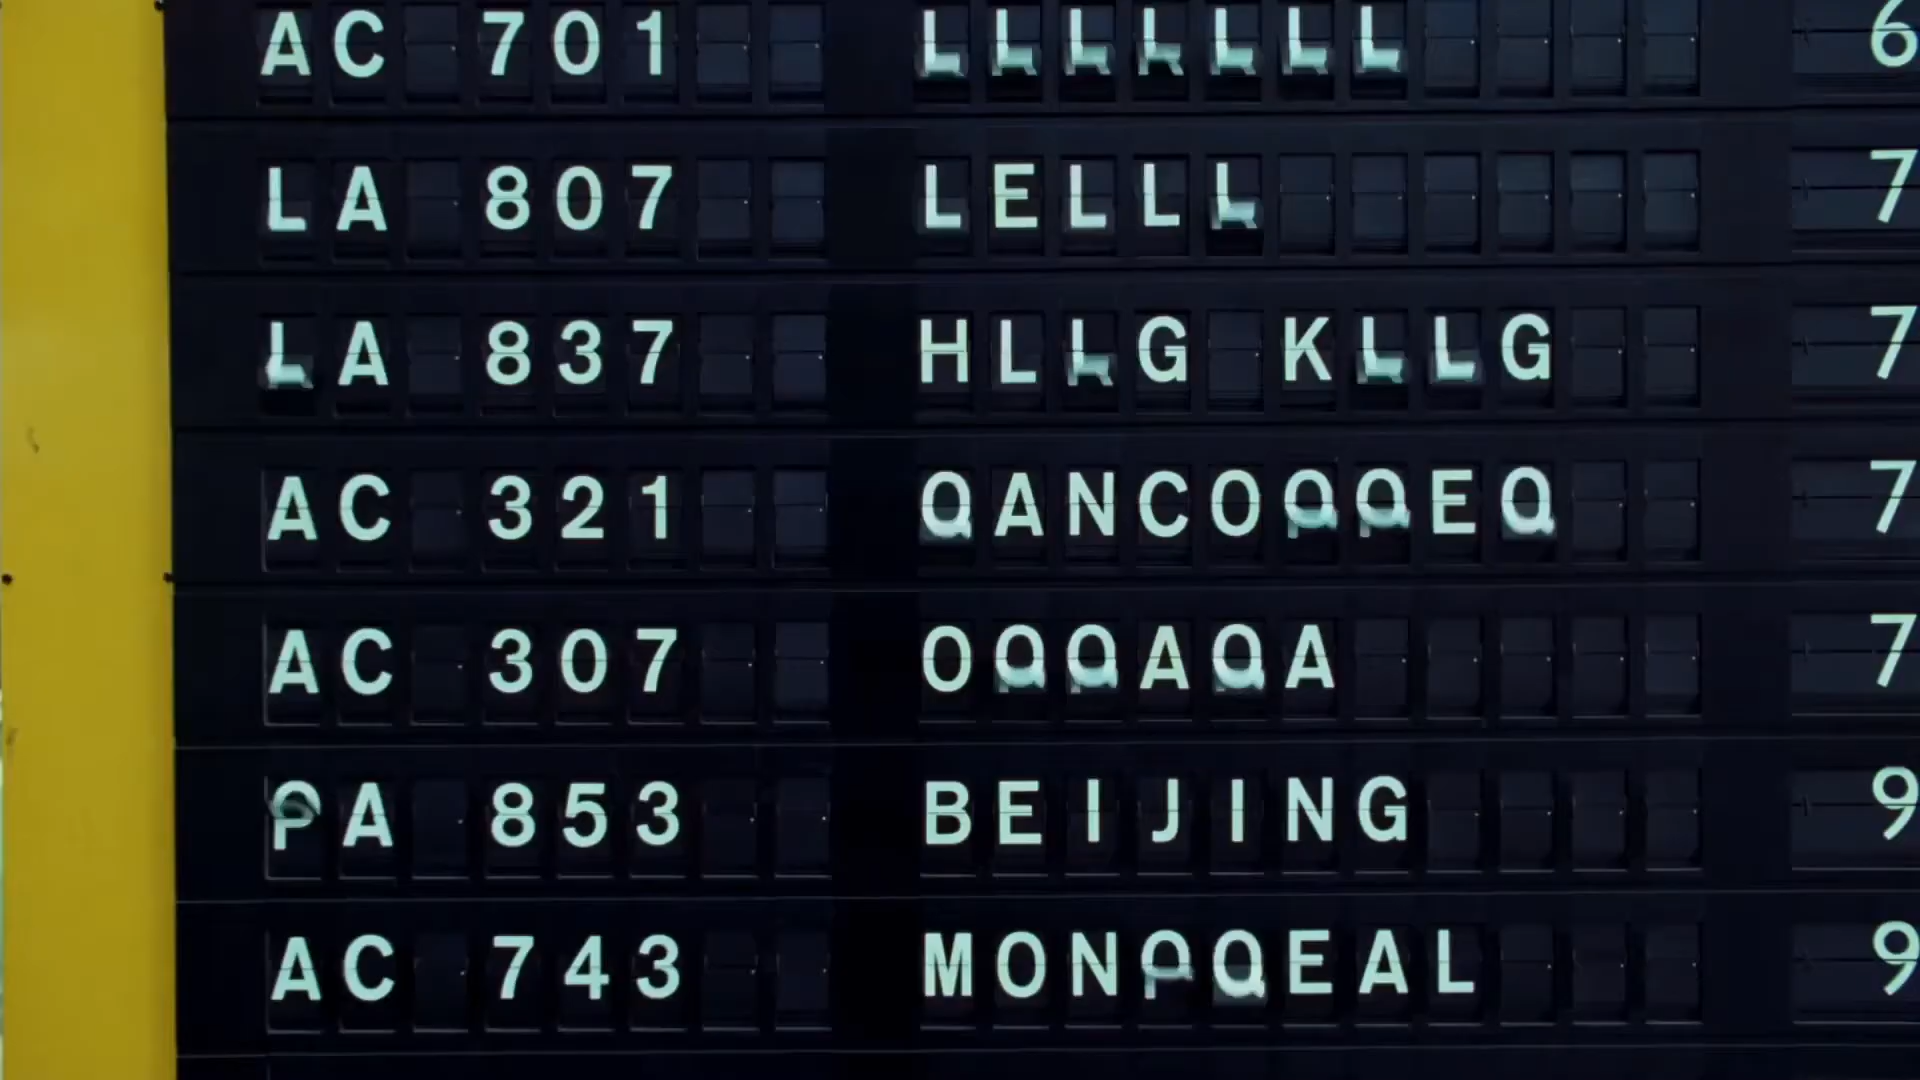 AC 701 LLLLLLL 6
LA 807 LELLL 7
LA 837 HLLG KLLG 7
AC 321 QANCOQQEQ 7
AC 307 OQQAQA 7
PA 853 BEIJING 9
AC 743 MONQQEAL 9